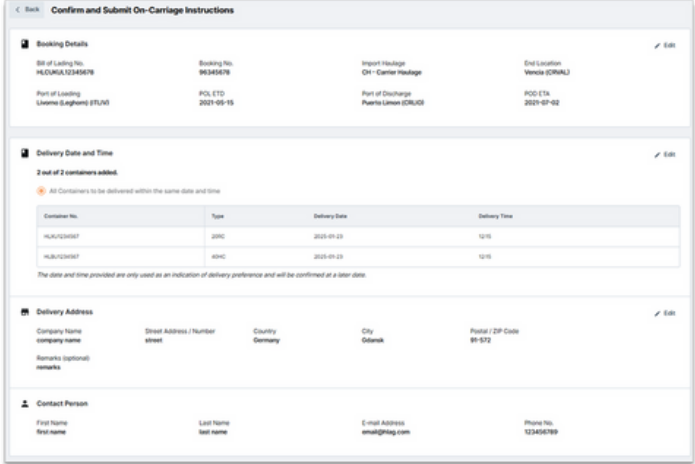 Back Confirm and Submit On-Carriage Instructions
Booking Details
Edit
Bill of Lading No. Booking No. Import Haulage End Location
HLCUKUL12345678 96345678 CH - Carrier Haulage Vencia (CRVAL)
Port of Loading POL ETD Port of Discharge POD ETA
Livorno (Leghorn) (ITLIV) 2021-05-15 Puerto Limon (CRLIO) 2021-07-02
Delivery Date and Time
Edit
2 out of 2 containers added.
All Containers to be delivered within the same date and time
Container No. Type Delivery Date Delivery Time
HLXU1234567 2025-01-23 12:15
HLBU1234567 2025-01-23 12:15
The date and time provided are only used as an indication of delivery preference and will be confirmed at a later date.
Delivery Address
Edit
Company Name Street Address / Number Country City Postal / ZIP Code
company name street Germany Gdansk 91-572
Remarks (optional)
remarks
Contact Person
First Name Last Name E-mail Address Phone No.
first name last name email@hlag.com 123456789